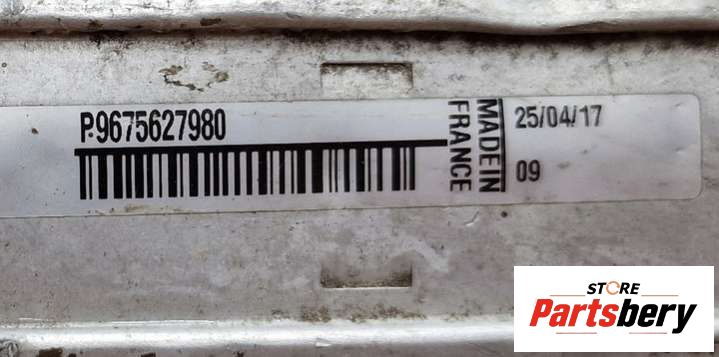 P.9675627980
MADE IN
FRANCE
25/04/17
09
STORE
Partsbery